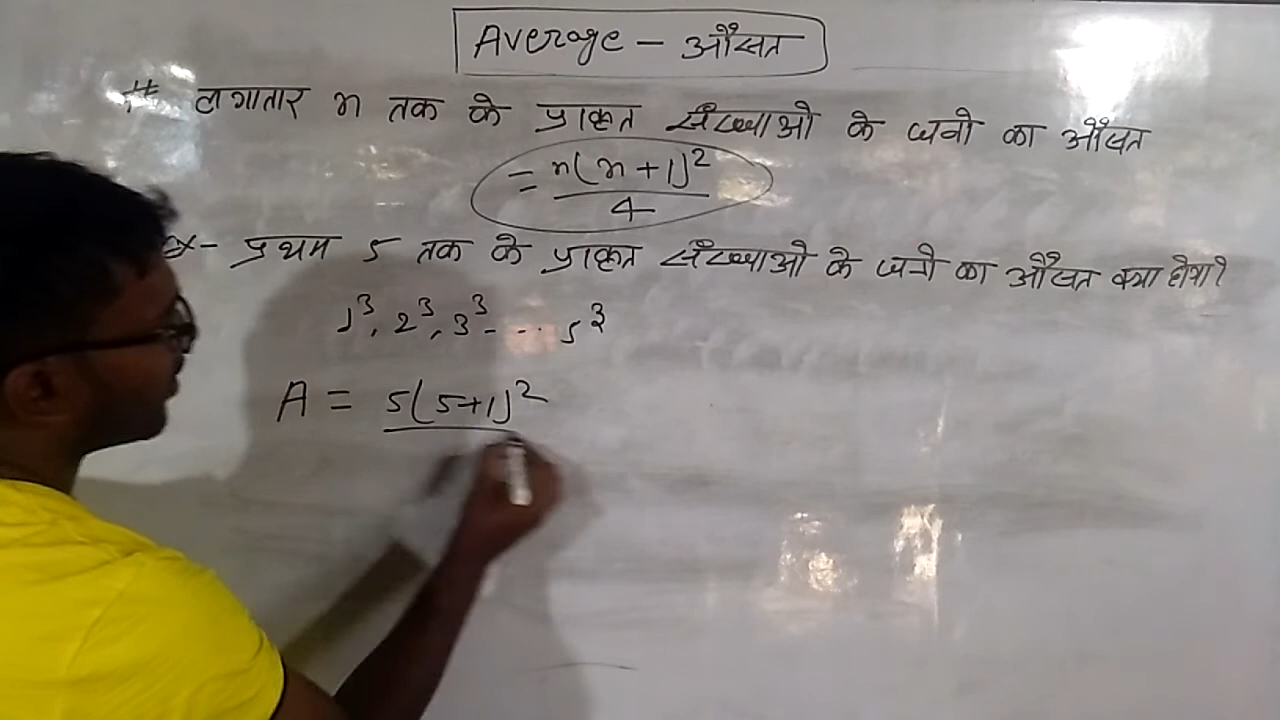 Average - औसत
# लगातार n तक के प्राकृत संख्याओ के घनो का औसत
= n(n+1)²/4
Ex- प्रथम 5 तक के प्राकृत संख्याओ के घनो का औसत क्या होगा?
1³, 2³, 3³ - ... 5³
A = 5(5+1)²